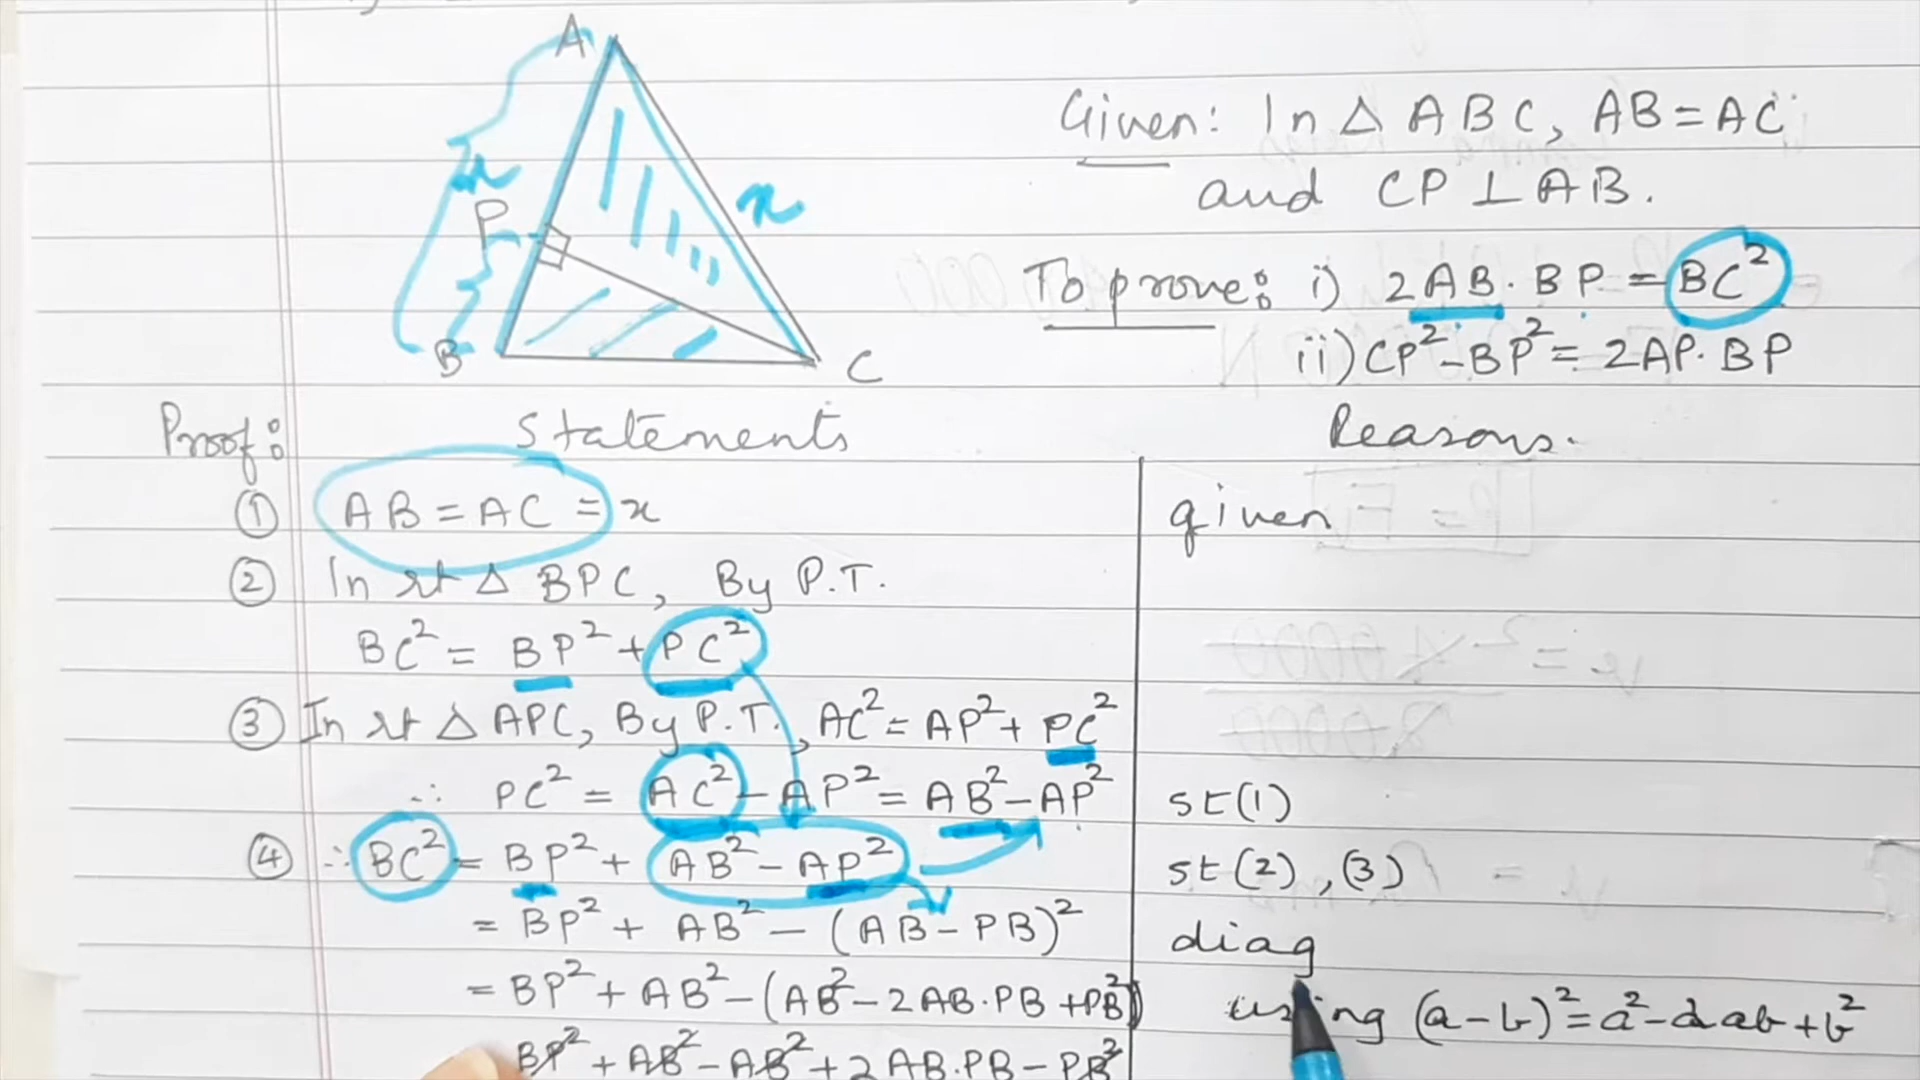 A
x
x
P
B
C
Given: In △ ABC, AB = AC
and CP ⊥ AB.
To prove: i) 2AB. BP = BC²
ii) CP² - BP² = 2AP. BP
Proof: Statements Reasons.
① AB = AC = x given
② In rt △ BPC, By P.T.
BC² = BP² + PC²
③ In rt △ APC, By P.T., AC² = AP² + PC²
∴ PC² = AC² - AP² = AB² - AP² st(1)
④ ∴ BC² = BP² + AB² - AP² st(2), (3)
= BP² + AB² - (AB - PB)² diag
= BP² + AB² - (AB² - 2AB.PB + PB²) using (a-b)² = a² - 2ab + b²
BP² + AB² - AB² + 2AB.PB - PB²